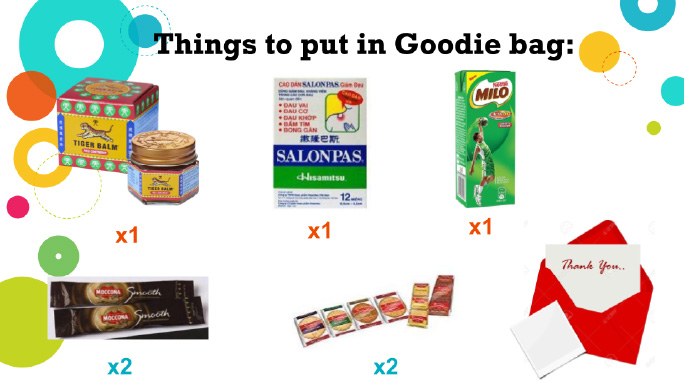 Things to put in Goodie bag:
TIGER BALM
TIGER BALM
x1
CAO DÁN SALONPAS Giảm Đau
• ĐAU VAI
• ĐAU CƠ
• ĐAU KHỚP
• BẦM TÍM
• BONG GÂN
撒隆巴斯
SALONPAS
Hisamitsu
12
x1
Nestlé
MILO
x1
MOCCONA Smooth
MOCCONA Smooth
x2
x2
Thank You..